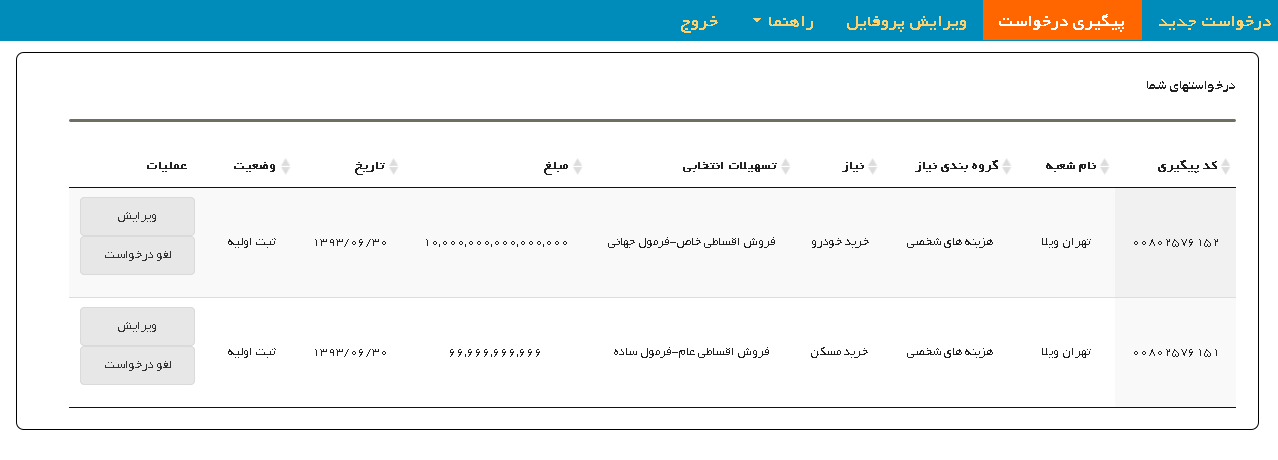 درخواست جدید پیگیری درخواست ویرایش پروفایل راهنما خروج
درخواستهای شما
کد پیگیری نام شعبه گروه بندی نیاز نیاز تسهیلات انتخابی مبلغ تاریخ وضعیت عملیات
۰۰۸۰۲۵۷۶۱۵۲ تهران ویلا هزینه های شخصی خرید خودرو فروش اقساطی خاص-فرمول جهانی ۱۰,۰۰۰,۰۰۰,۰۰۰,۰۰۰,۰۰۰ ۱۳۹۳/۰۶/۳۰ ثبت اولیه ویرایش
لغو درخواست
۰۰۸۰۲۵۷۶۱۵۱ تهران ویلا هزینه های شخصی خرید مسکن فروش اقساطی عام-فرمول ساده ۶۶,۶۶۶,۶۶۶,۶۶۶ ۱۳۹۳/۰۶/۳۰ ثبت اولیه ویرایش
لغو درخواست